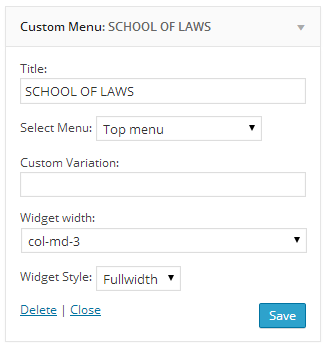 Custom Menu: SCHOOL OF LAWS
Title:
SCHOOL OF LAWS
Select Menu: Top menu
Custom Variation:
Widget width:
col-md-3
Widget Style: Fullwidth
Delete | Close Save